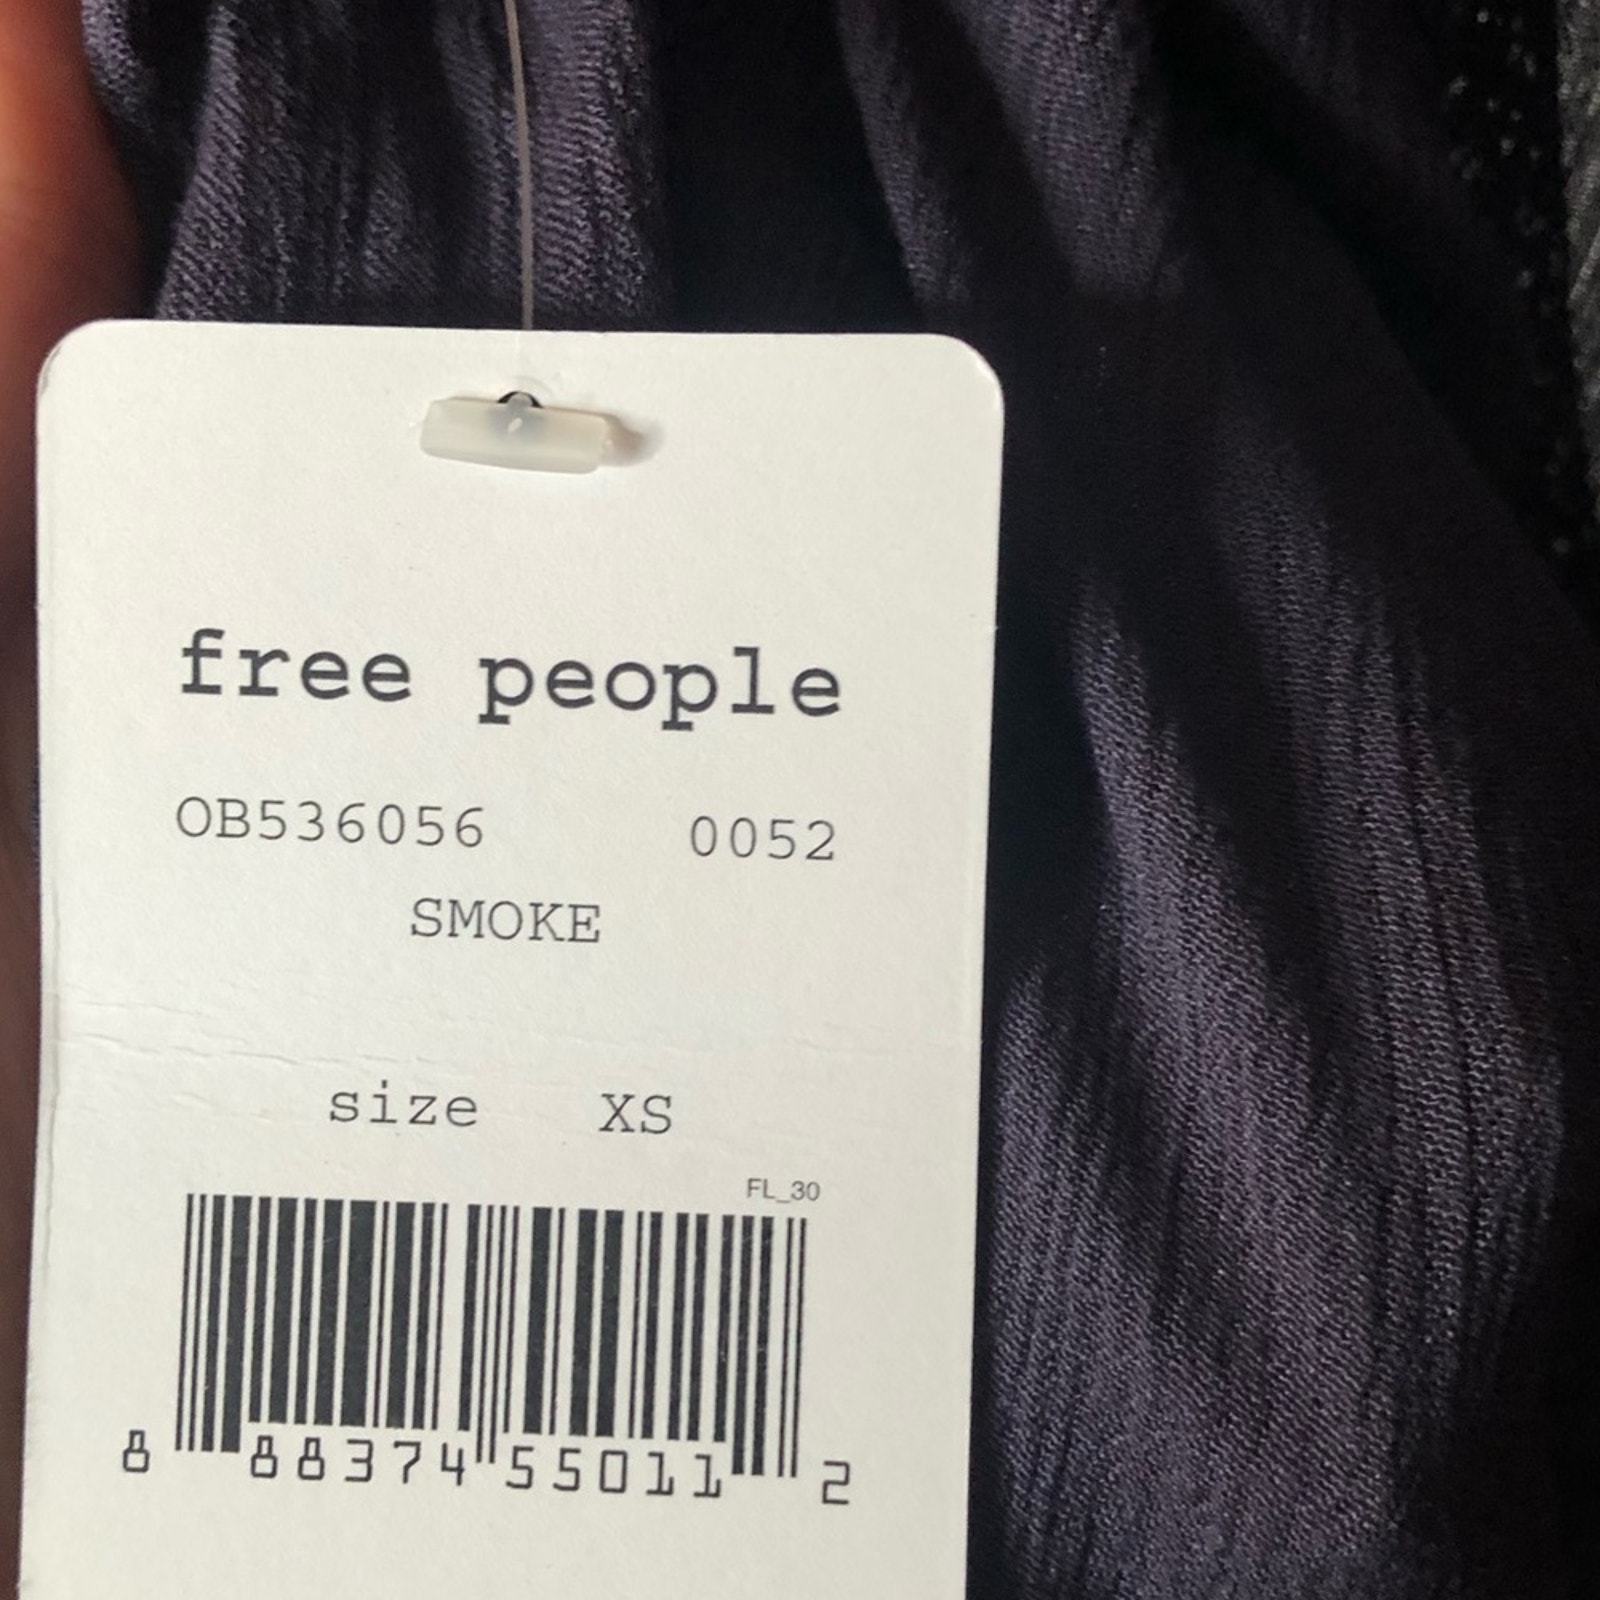 free people
OB536056 0052
SMOKE
size XS
FL_30
8 88374 55011 2